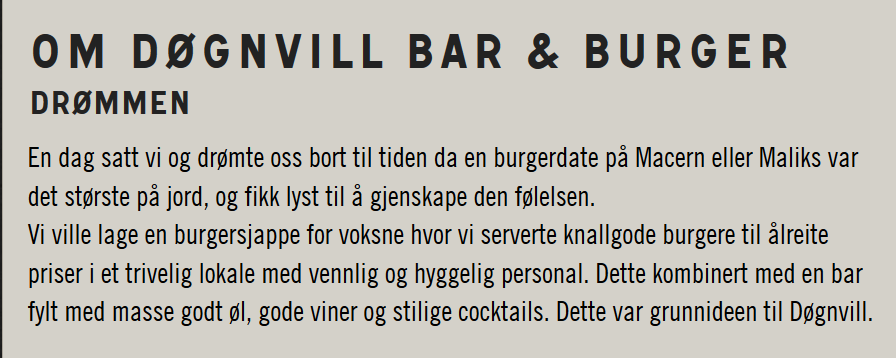 OM DØGNVILL BAR & BURGER
DRØMMEN
En dag satt vi og drømte oss bort til tiden da en burgerdate på Macern eller Maliks var
det største på jord, og fikk lyst til å gjenskape den følelsen.
Vi ville lage en burgersjappe for voksne hvor vi serverte knallgode burgere til ålreite
priser i et trivelig lokale med vennlig og hyggelig personal. Dette kombinert med en bar
fylt med masse godt øl, gode viner og stilige cocktails. Dette var grunnideen til Døgnvill.